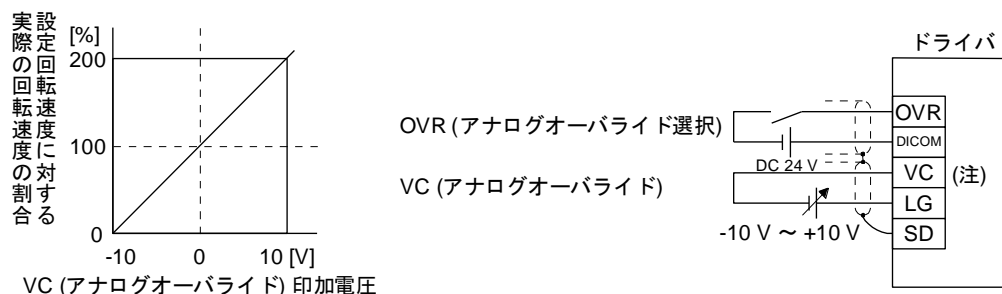 設定回転速度に対する
実際の回転速度の割合
[%]
200
100
0
-10
0
10 [V]
VC (アナログオーバライド) 印加電圧
OVR (アナログオーバライド選択)
VC (アナログオーバライド)
DC 24 V
-10 V ～ +10 V
ドライバ
OVR
DICOM
VC
LG
SD
(注)